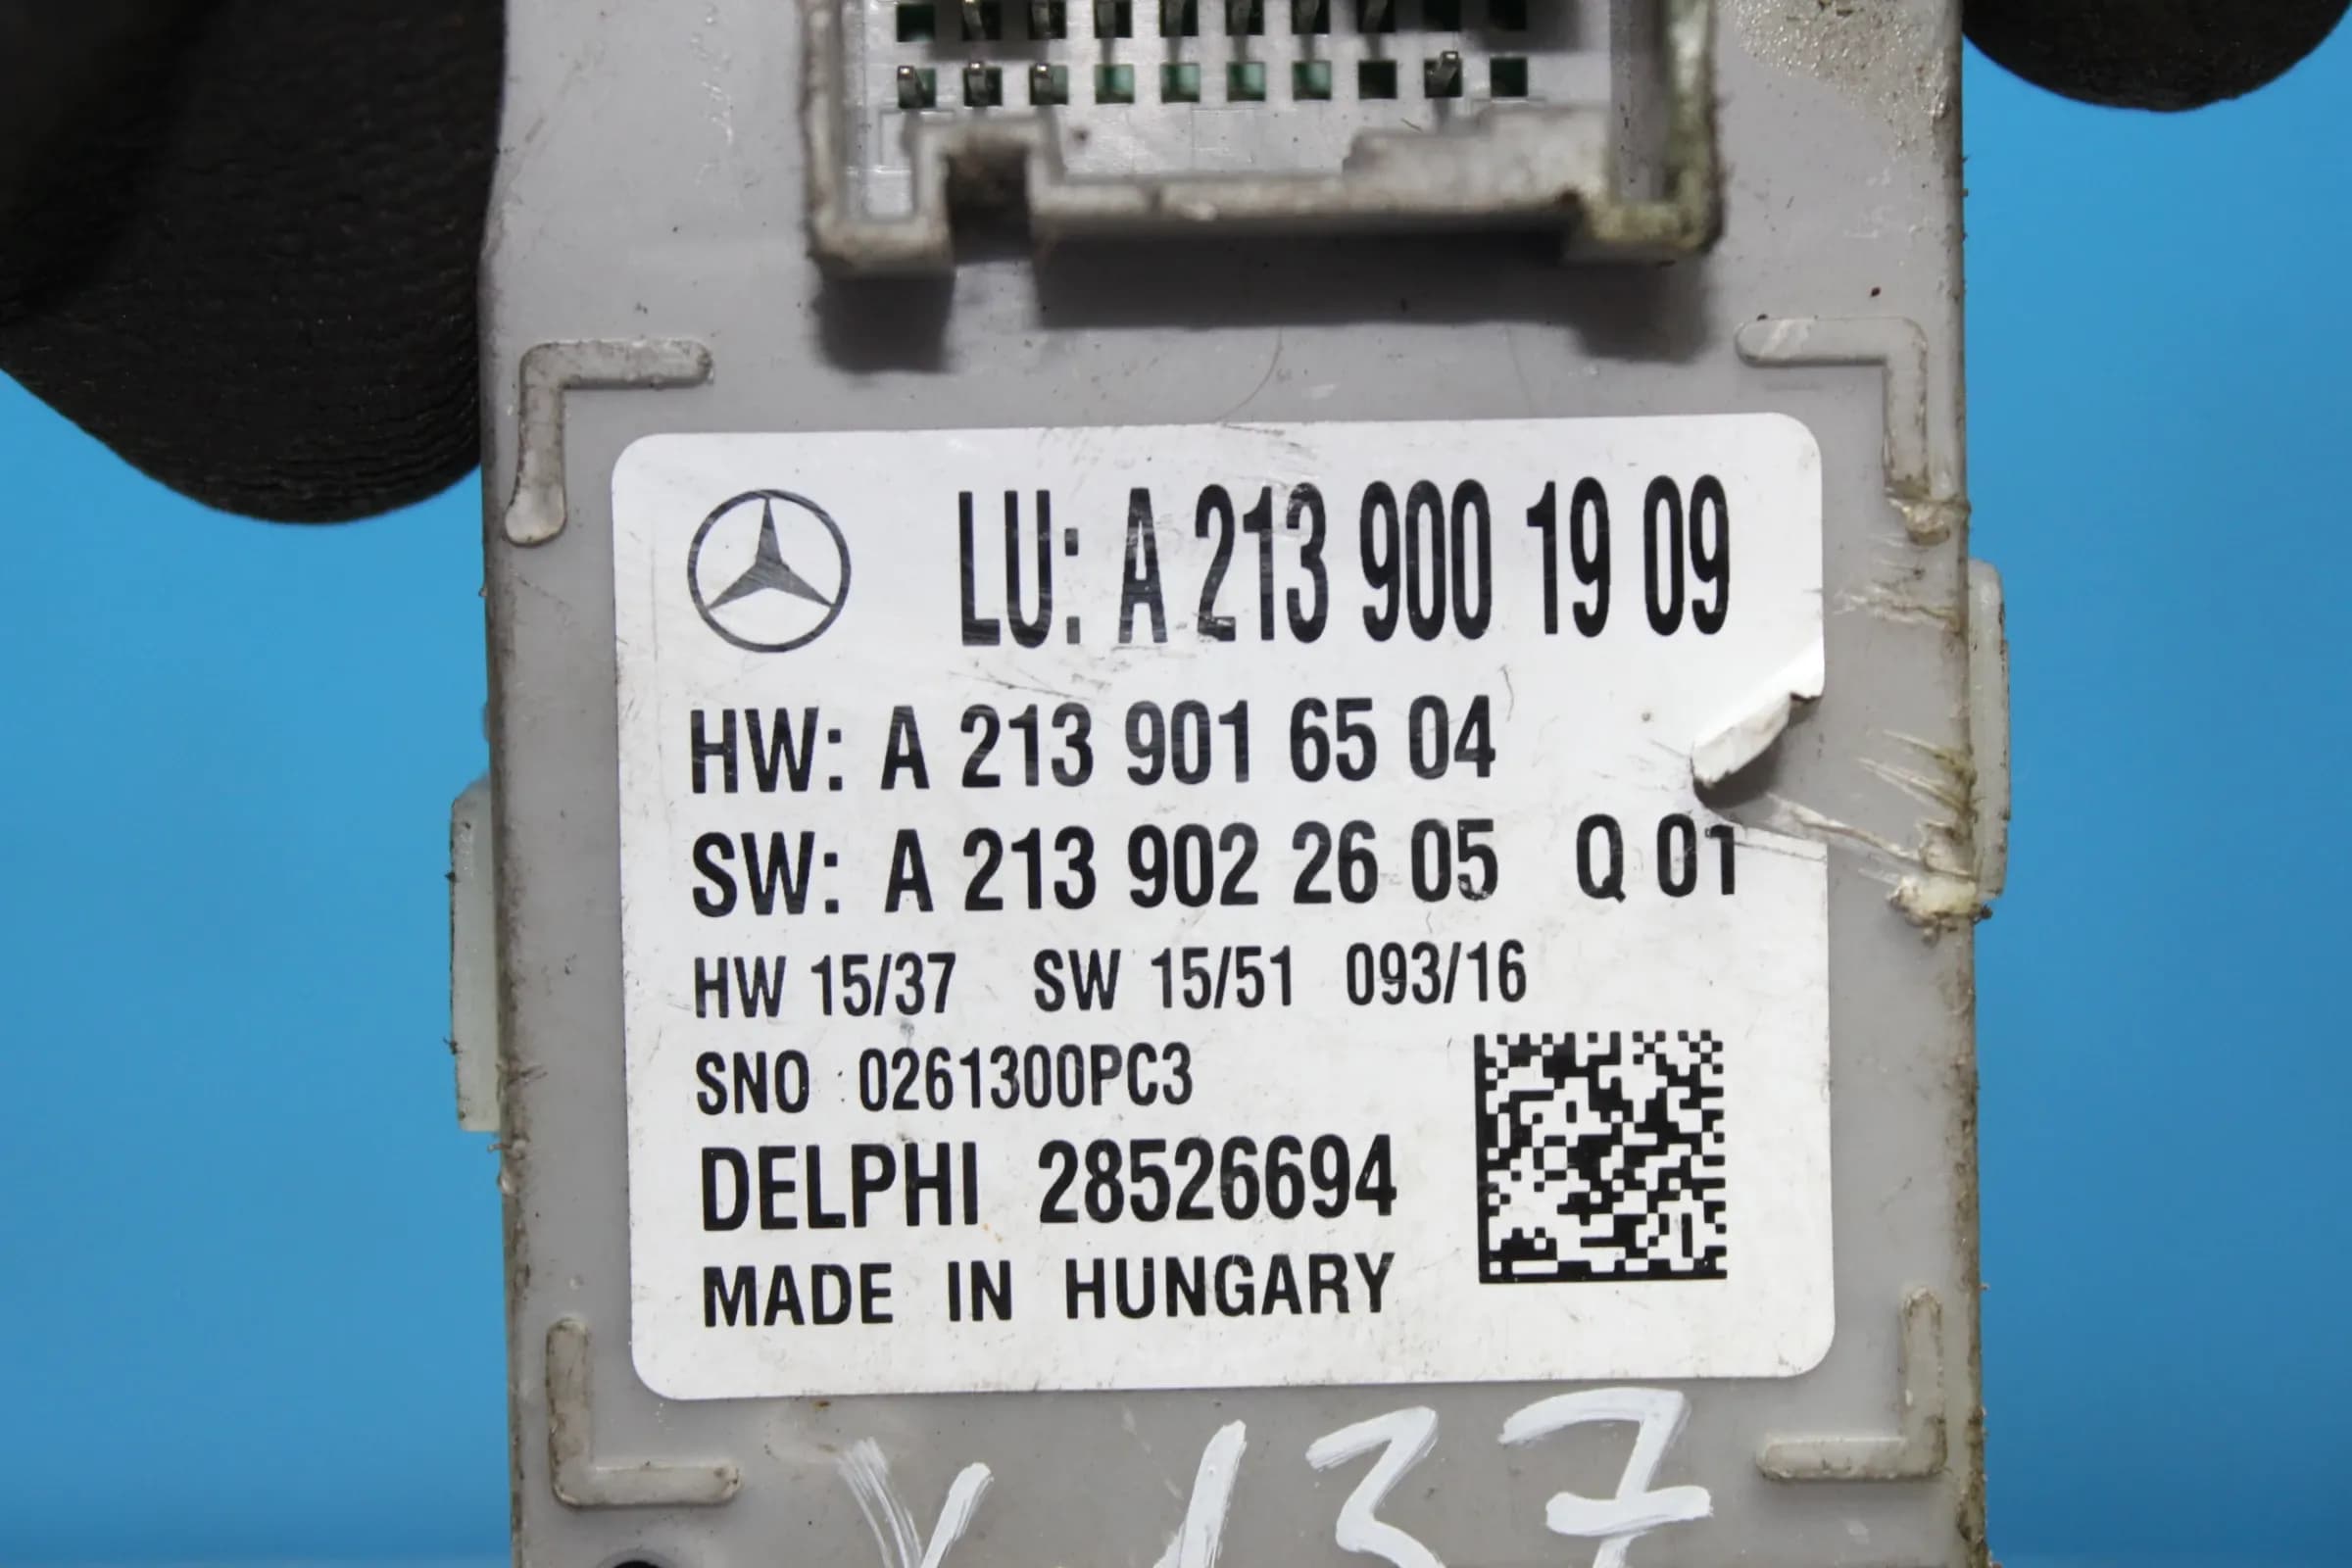 LU: A 213 900 19 09
HW: A 213 901 65 04
SW: A 213 902 26 05 Q 01
HW 15/37 SW 15/51 093/16
SNO 0261300PC3
DELPHI 28526694
MADE IN HUNGARY
137